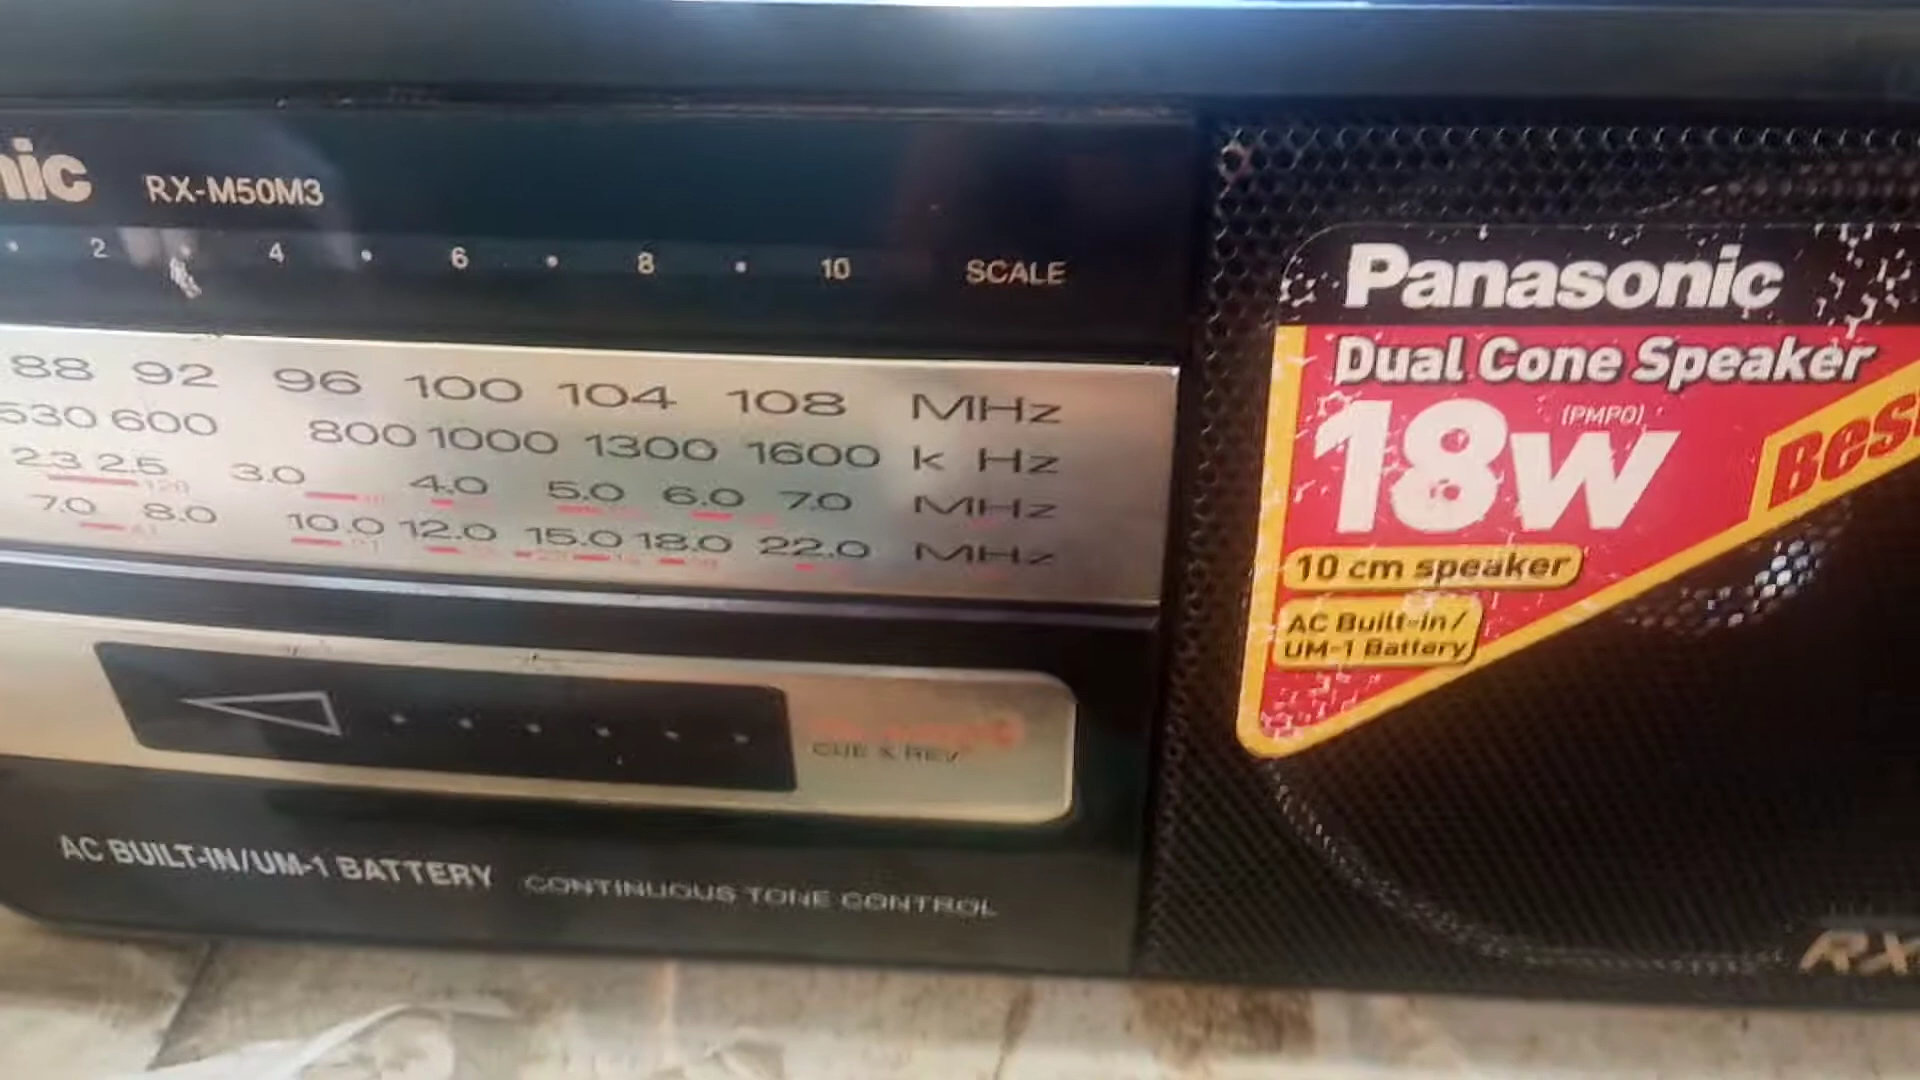 nic RX-M50M3
2 4 6 8 10 SCALE
88 92 96 100 104 108 MHz
530 600 800 1000 1300 1600 k Hz
2.3 2.5 3.0 4.0 5.0 6.0 7.0 MHz
7.0 8.0 10.0 12.0 15.0 18.0 22.0 MHz
CUE & REV
AC BUILT-IN/UM-1 BATTERY CONTINUOUS TONE CONTROL
Panasonic
Dual Cone Speaker
(PMPO)
18W
Bes
10 cm speaker
AC Built-in/
UM-1 Battery
RX